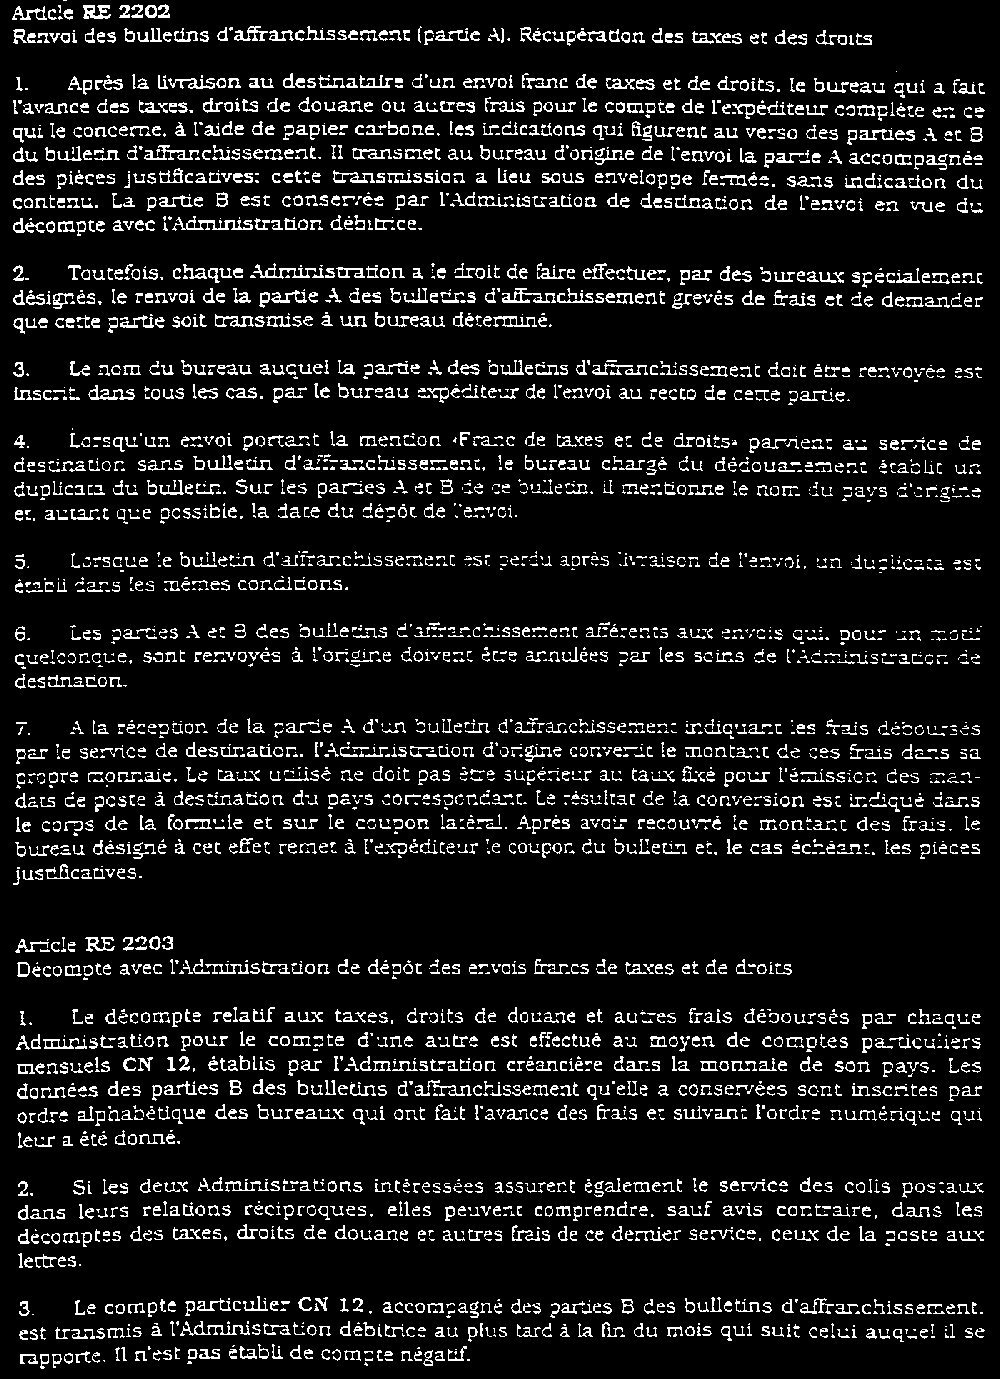 Article RE 2202
Renvoi des bulletins d'affranchissement (partie A). Récupération des taxes et des droits
1. Après la livraison au destinataire d'un envoi franc de taxes et de droits, le bureau qui a fait
l'avance des taxes, droits de douane ou autres frais pour le compte de l'expéditeur complète en ce
qui le concerne, à l'aide de papier carbone, les indications qui figurent au verso des parties A et B
du bulletin d'affranchissement. Il transmet au bureau d'origine de l'envoi la partie A accompagnée
des pièces justificatives; cette transmission a lieu sous enveloppe fermée, sans indication du
contenu. La partie B est conservée par l'Administration de destination de l'envoi en vue du
décompte avec l'Administration débitrice.
2. Toutefois, chaque Administration a le droit de faire effectuer, par des bureaux spécialement
désignés, le renvoi de la partie A des bulletins d'affranchissement grevés de frais et de demander
que cette partie soit transmise à un bureau déterminé.
3. Le nom du bureau auquel la partie A des bulletins d'affranchissement doit être renvoyée est
inscrit, dans tous les cas, par le bureau expéditeur de l'envoi au recto de cette partie.
4. Lorsqu'un envoi portant la mention «Franc de taxes et de droits» parvient au service de
destination sans bulletin d'affranchissement, le bureau chargé du dédouanement établit un
duplicata du bulletin. Sur les parties A et B de ce bulletin, il mentionne le nom du pays d'origine
et, autant que possible, la date du dépôt de l'envoi.
5. Lorsque le bulletin d'affranchissement est perdu après livraison de l'envoi, un duplicata est
établi dans les mêmes conditions.
6. Les parties A et B des bulletins d'affranchissement afférents aux envois qui, pour un motif
quelconque, sont renvoyés à l'origine doivent être annulées par les soins de l'Administration de
destination.
7. A la réception de la partie A d'un bulletin d'affranchissement indiquant les frais déboursés
par le service de destination, l'Administration d'origine convertit le montant de ces frais dans sa
propre monnaie. Le taux utilisé ne doit pas être supérieur au taux fixé pour l'émission des man-
dats de poste à destination du pays correspondant. Le résultat de la conversion est indiqué dans
le corps de la formule et sur le coupon latéral. Après avoir recouvré le montant des frais, le
bureau désigné à cet effet remet à l'expéditeur le coupon du bulletin et, le cas échéant, les pièces
justificatives.
Article RE 2203
Décompte avec l'Administration de dépôt des envois francs de taxes et de droits
1. Le décompte relatif aux taxes, droits de douane et autres frais déboursés par chaque
Administration pour le compte d'une autre est effectué au moyen de comptes particuliers
mensuels CN 12, établis par l'Administration créancière dans la monnaie de son pays. Les
données des parties B des bulletins d'affranchissement qu'elle a conservées sont inscrites par
ordre alphabétique des bureaux qui ont fait l'avance des frais et suivant l'ordre numérique qui
leur a été donné.
2. Si les deux Administrations intéressées assurent également le service des colis postaux
dans leurs relations réciproques, elles peuvent comprendre, sauf avis contraire, dans les
décomptes des taxes, droits de douane et autres frais de ce dernier service, ceux de la poste aux
lettres.
3. Le compte particulier CN 12, accompagné des parties B des bulletins d'affranchissement,
est transmis à l'Administration débitrice au plus tard à la fin du mois qui suit celui auquel il se
rapporte. Il n'est pas établi de compte négatif.